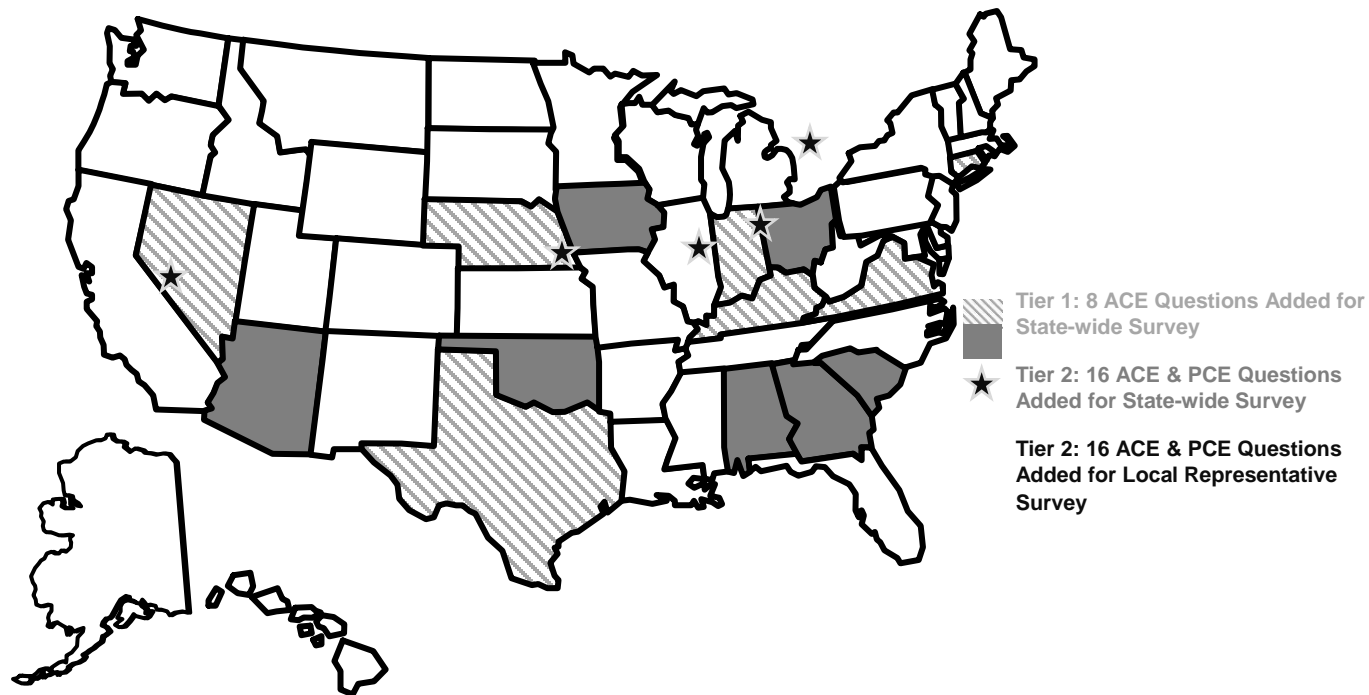 Tier 1: 8 ACE Questions Added for
State-wide Survey
Tier 2: 16 ACE & PCE Questions
Added for State-wide Survey
Tier 2: 16 ACE & PCE Questions
Added for Local Representative
Survey